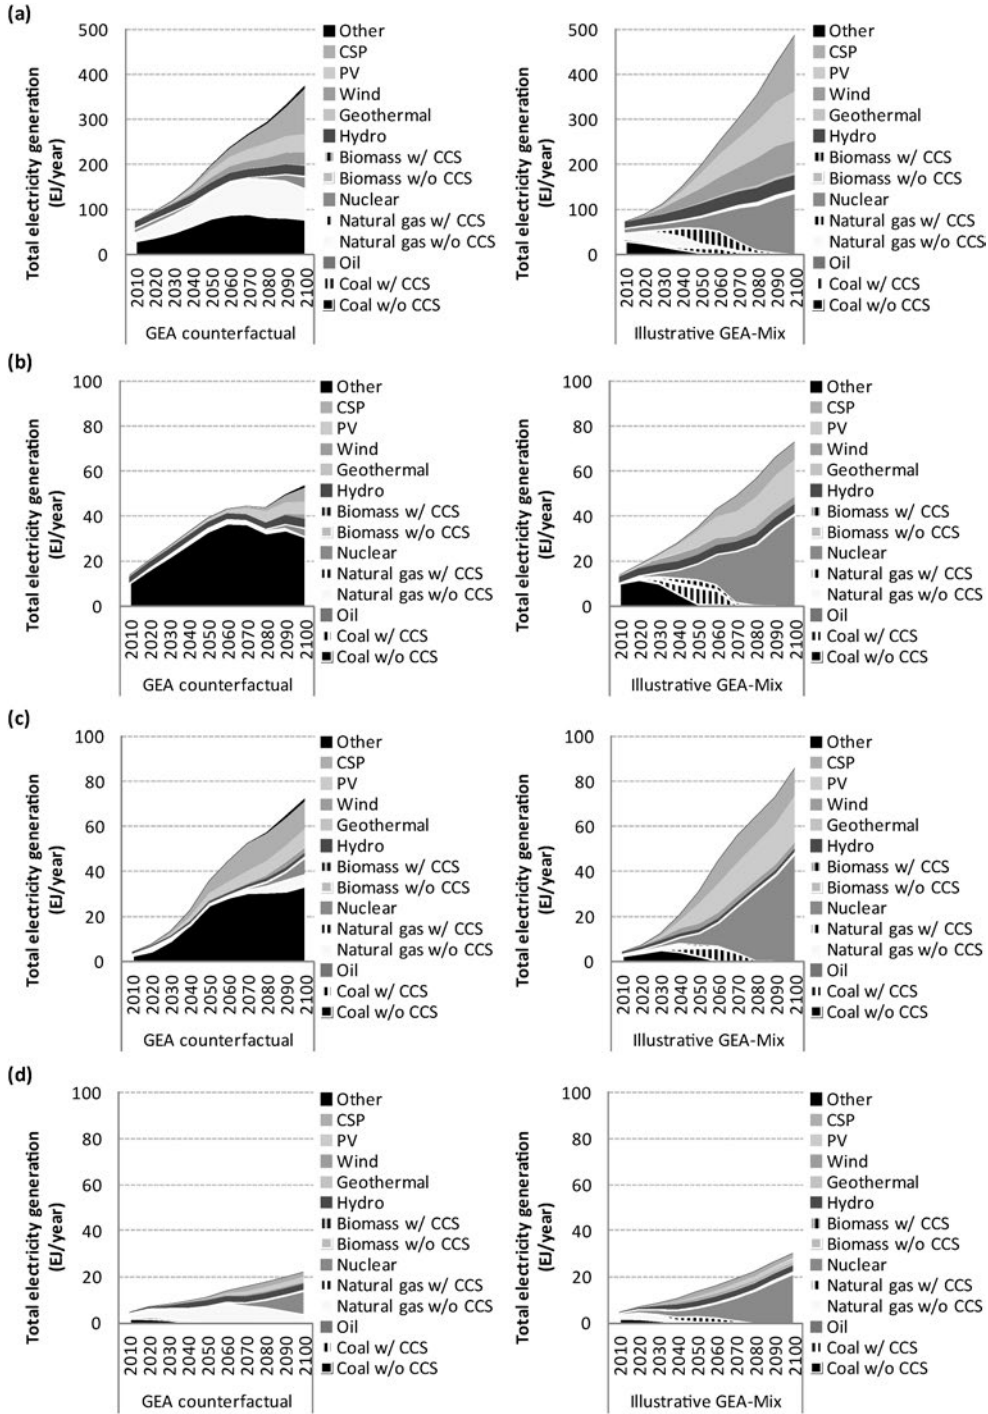 (a)
Total electricity generation
(EJ/year)
500
400
300
200
100
0
2010
2020
2030
2040
2050
2060
2070
2080
2090
2100
GEA counterfactual
Other
CSP
PV
Wind
Geothermal
Hydro
Biomass w/ CCS
Biomass w/o CCS
Nuclear
Natural gas w/ CCS
Natural gas w/o CCS
Oil
Coal w/ CCS
Coal w/o CCS
Total electricity generation
(EJ/year)
500
400
300
200
100
0
2010
2020
2030
2040
2050
2060
2070
2080
2090
2100
Illustrative GEA-Mix
Other
CSP
PV
Wind
Geothermal
Hydro
Biomass w/ CCS
Biomass w/o CCS
Nuclear
Natural gas w/ CCS
Natural gas w/o CCS
Oil
Coal w/ CCS
Coal w/o CCS
(b)
Total electricity generation
(EJ/year)
100
80
60
40
20
0
2010
2020
2030
2040
2050
2060
2070
2080
2090
2100
GEA counterfactual
Other
CSP
PV
Wind
Geothermal
Hydro
Biomass w/ CCS
Biomass w/o CCS
Nuclear
Natural gas w/ CCS
Natural gas w/o CCS
Oil
Coal w/ CCS
Coal w/o CCS
Total electricity generation
(EJ/year)
100
80
60
40
20
0
2010
2020
2030
2040
2050
2060
2070
2080
2090
2100
Illustrative GEA-Mix
Other
CSP
PV
Wind
Geothermal
Hydro
Biomass w/ CCS
Biomass w/o CCS
Nuclear
Natural gas w/ CCS
Natural gas w/o CCS
Oil
Coal w/ CCS
Coal w/o CCS
(c)
Total electricity generation
(EJ/year)
100
80
60
40
20
0
2010
2020
2030
2040
2050
2060
2070
2080
2090
2100
GEA counterfactual
Other
CSP
PV
Wind
Geothermal
Hydro
Biomass w/ CCS
Biomass w/o CCS
Nuclear
Natural gas w/ CCS
Natural gas w/o CCS
Oil
Coal w/ CCS
Coal w/o CCS
Total electricity generation
(EJ/year)
100
80
60
40
20
0
2010
2020
2030
2040
2050
2060
2070
2080
2090
2100
Illustrative GEA-Mix
Other
CSP
PV
Wind
Geothermal
Hydro
Biomass w/ CCS
Biomass w/o CCS
Nuclear
Natural gas w/ CCS
Natural gas w/o CCS
Oil
Coal w/ CCS
Coal w/o CCS
(d)
Total electricity generation
(EJ/year)
100
80
60
40
20
0
2010
2020
2030
2040
2050
2060
2070
2080
2090
2100
GEA counterfactual
Other
CSP
PV
Wind
Geothermal
Hydro
Biomass w/ CCS
Biomass w/o CCS
Nuclear
Natural gas w/ CCS
Natural gas w/o CCS
Oil
Coal w/ CCS
Coal w/o CCS
Total electricity generation
(EJ/year)
100
80
60
40
20
0
2010
2020
2030
2040
2050
2060
2070
2080
2090
2100
Illustrative GEA-Mix
Other
CSP
PV
Wind
Geothermal
Hydro
Biomass w/ CCS
Biomass w/o CCS
Nuclear
Natural gas w/ CCS
Natural gas w/o CCS
Oil
Coal w/ CCS
Coal w/o CCS